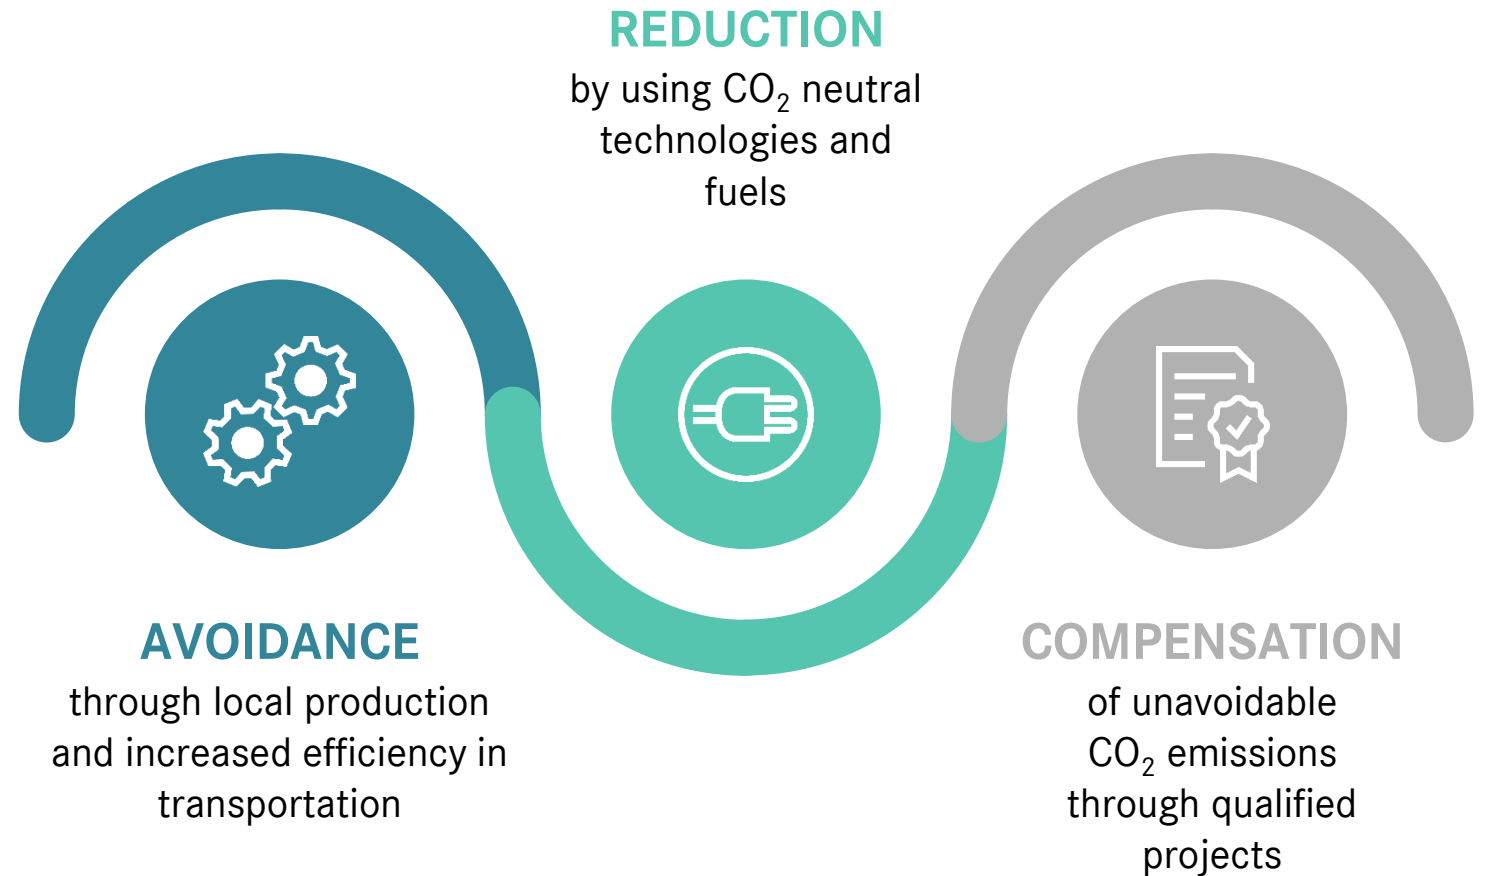 REDUCTION
by using CO₂ neutral
technologies and
fuels
AVOIDANCE
through local production
and increased efficiency in
transportation
COMPENSATION
of unavoidable
CO₂ emissions
through qualified
projects